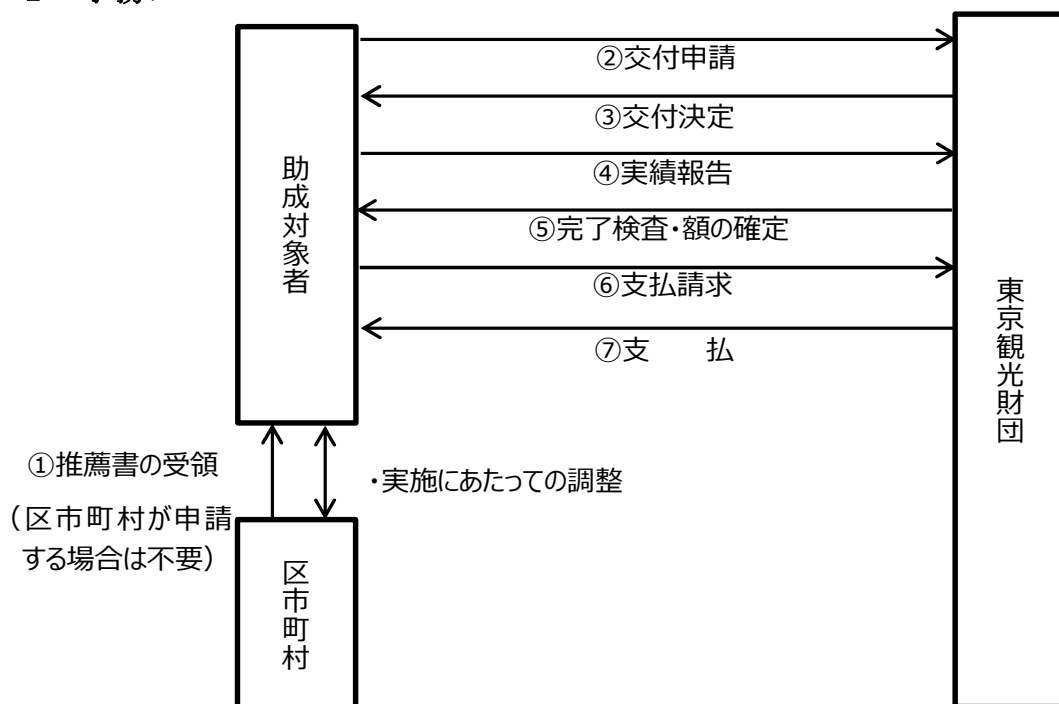 ②交付申請
③交付決定
④実績報告
⑤完了検査・額の確定
⑥支払請求
⑦支　　払
助成対象者
東京観光財団
①推薦書の受領
（区市町村が申請
する場合は不要）
・実施にあたっての調整
区市町村